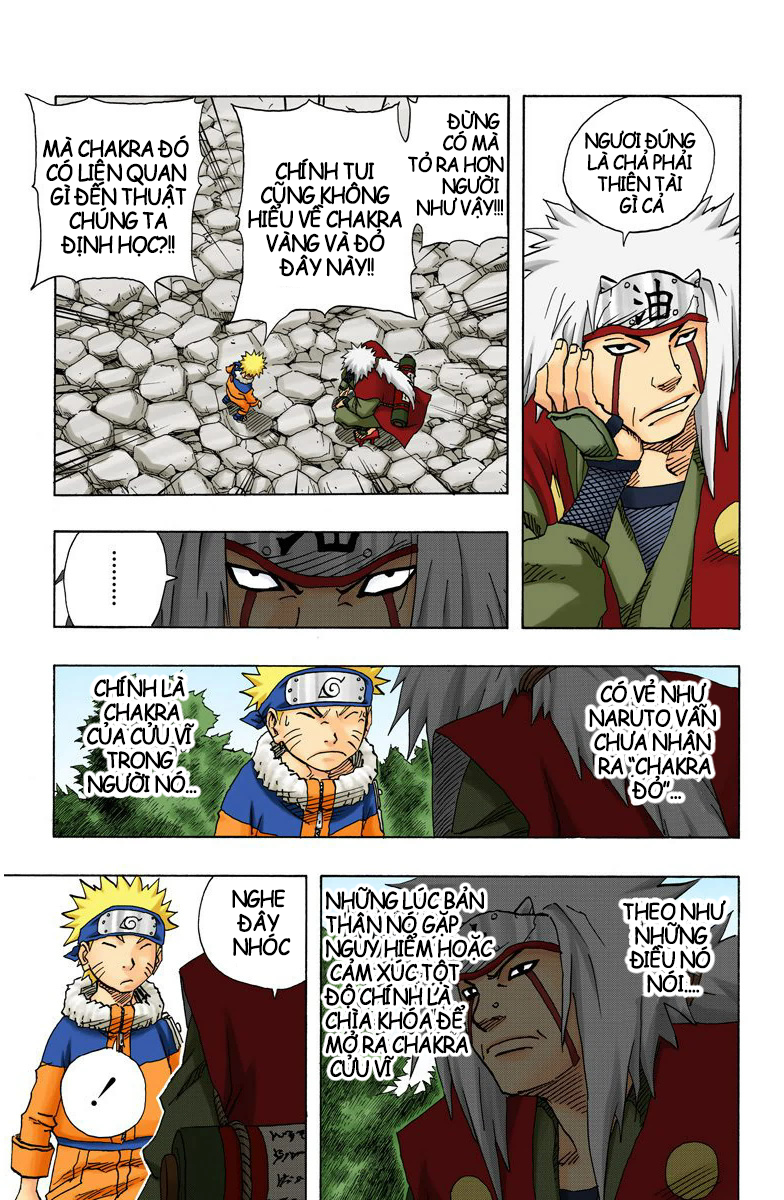 NGƯƠI ĐÚNG
LÀ CHẢ PHẢI
THIÊN TÀI
GÌ CẢ
油
ĐỪNG
CÓ MÀ
TỎ RA HƠN
NGƯỜI
NHƯ VẬY!!!
CHÍNH TUI
CŨNG KHÔNG
HIỂU VỀ CHAKRA
VÀNG VÀ ĐỎ
ĐÂY NÀY!!
MÀ CHAKRA ĐÓ
CÓ LIÊN QUAN
GÌ ĐẾN THUẬT
CHÚNG TA
ĐỊNH HỌC?!!
.......
CÓ VẺ NHƯ
NARUTO VẪN
CHƯA NHẬN
RA "CHAKRA
ĐỎ"...
CHÍNH LÀ
CHAKRA
CỦA CỬU VĨ
TRONG
NGƯỜI NÓ...
THEO NHƯ
NHỮNG
ĐIỀU NÓ
NÓI....
NHỮNG LÚC BẢN
THÂN NÓ GẶP
NGUY HIỂM HOẶC
CẢM XÚC TỘT
ĐỘ CHÍNH LÀ
CHÌA KHÓA ĐỂ
MỞ RA CHAKRA
CỬU VĨ
NGHE
ĐÂY
NHÓC
!